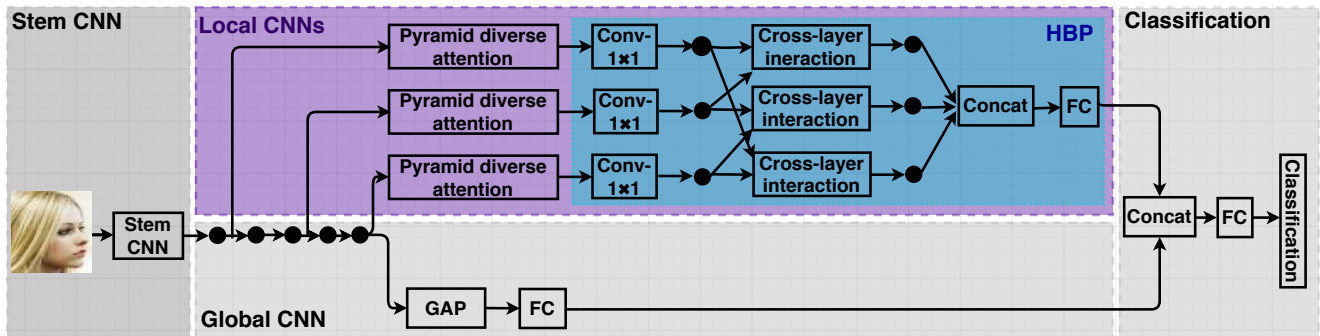 Stem CNN
Local CNNs
HBP
Classification
Pyramid diverse
attention
Conv-
1×1
Cross-layer
ineraction
Pyramid diverse
attention
Conv-
1×1
Cross-layer
interaction
Concat
FC
Pyramid diverse
attention
Conv-
1×1
Cross-layer
interaction
Stem
CNN
Concat
FC
Classification
GAP
FC
Global CNN